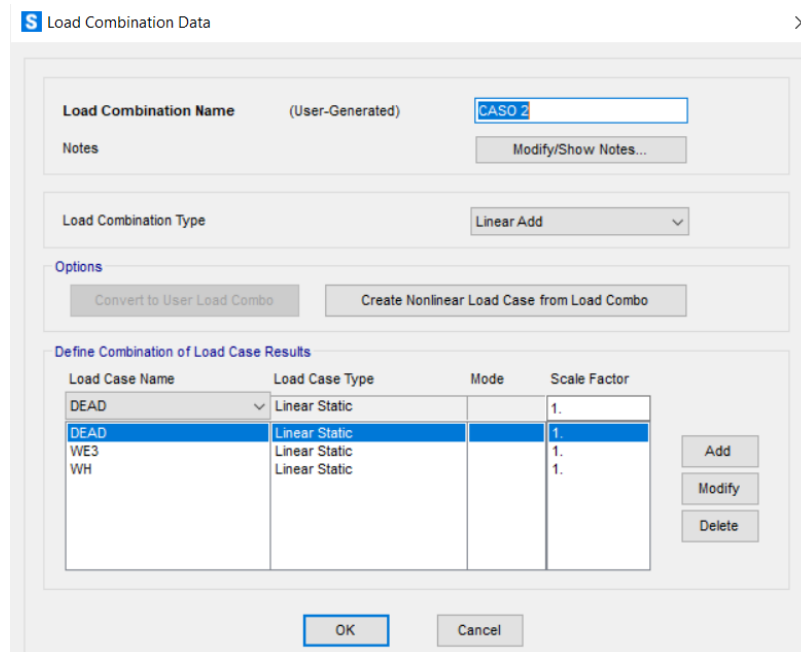 S Load Combination Data
Load Combination Name (User-Generated) CASO 2
Notes Modify/Show Notes...
Load Combination Type Linear Add
Options
Convert to User Load Combo Create Nonlinear Load Case from Load Combo
Define Combination of Load Case Results
Load Case Name Load Case Type Mode Scale Factor
DEAD Linear Static 1.
DEAD Linear Static 1.
WE3 Linear Static 1.
WH Linear Static 1.
Add
Modify
Delete
OK Cancel